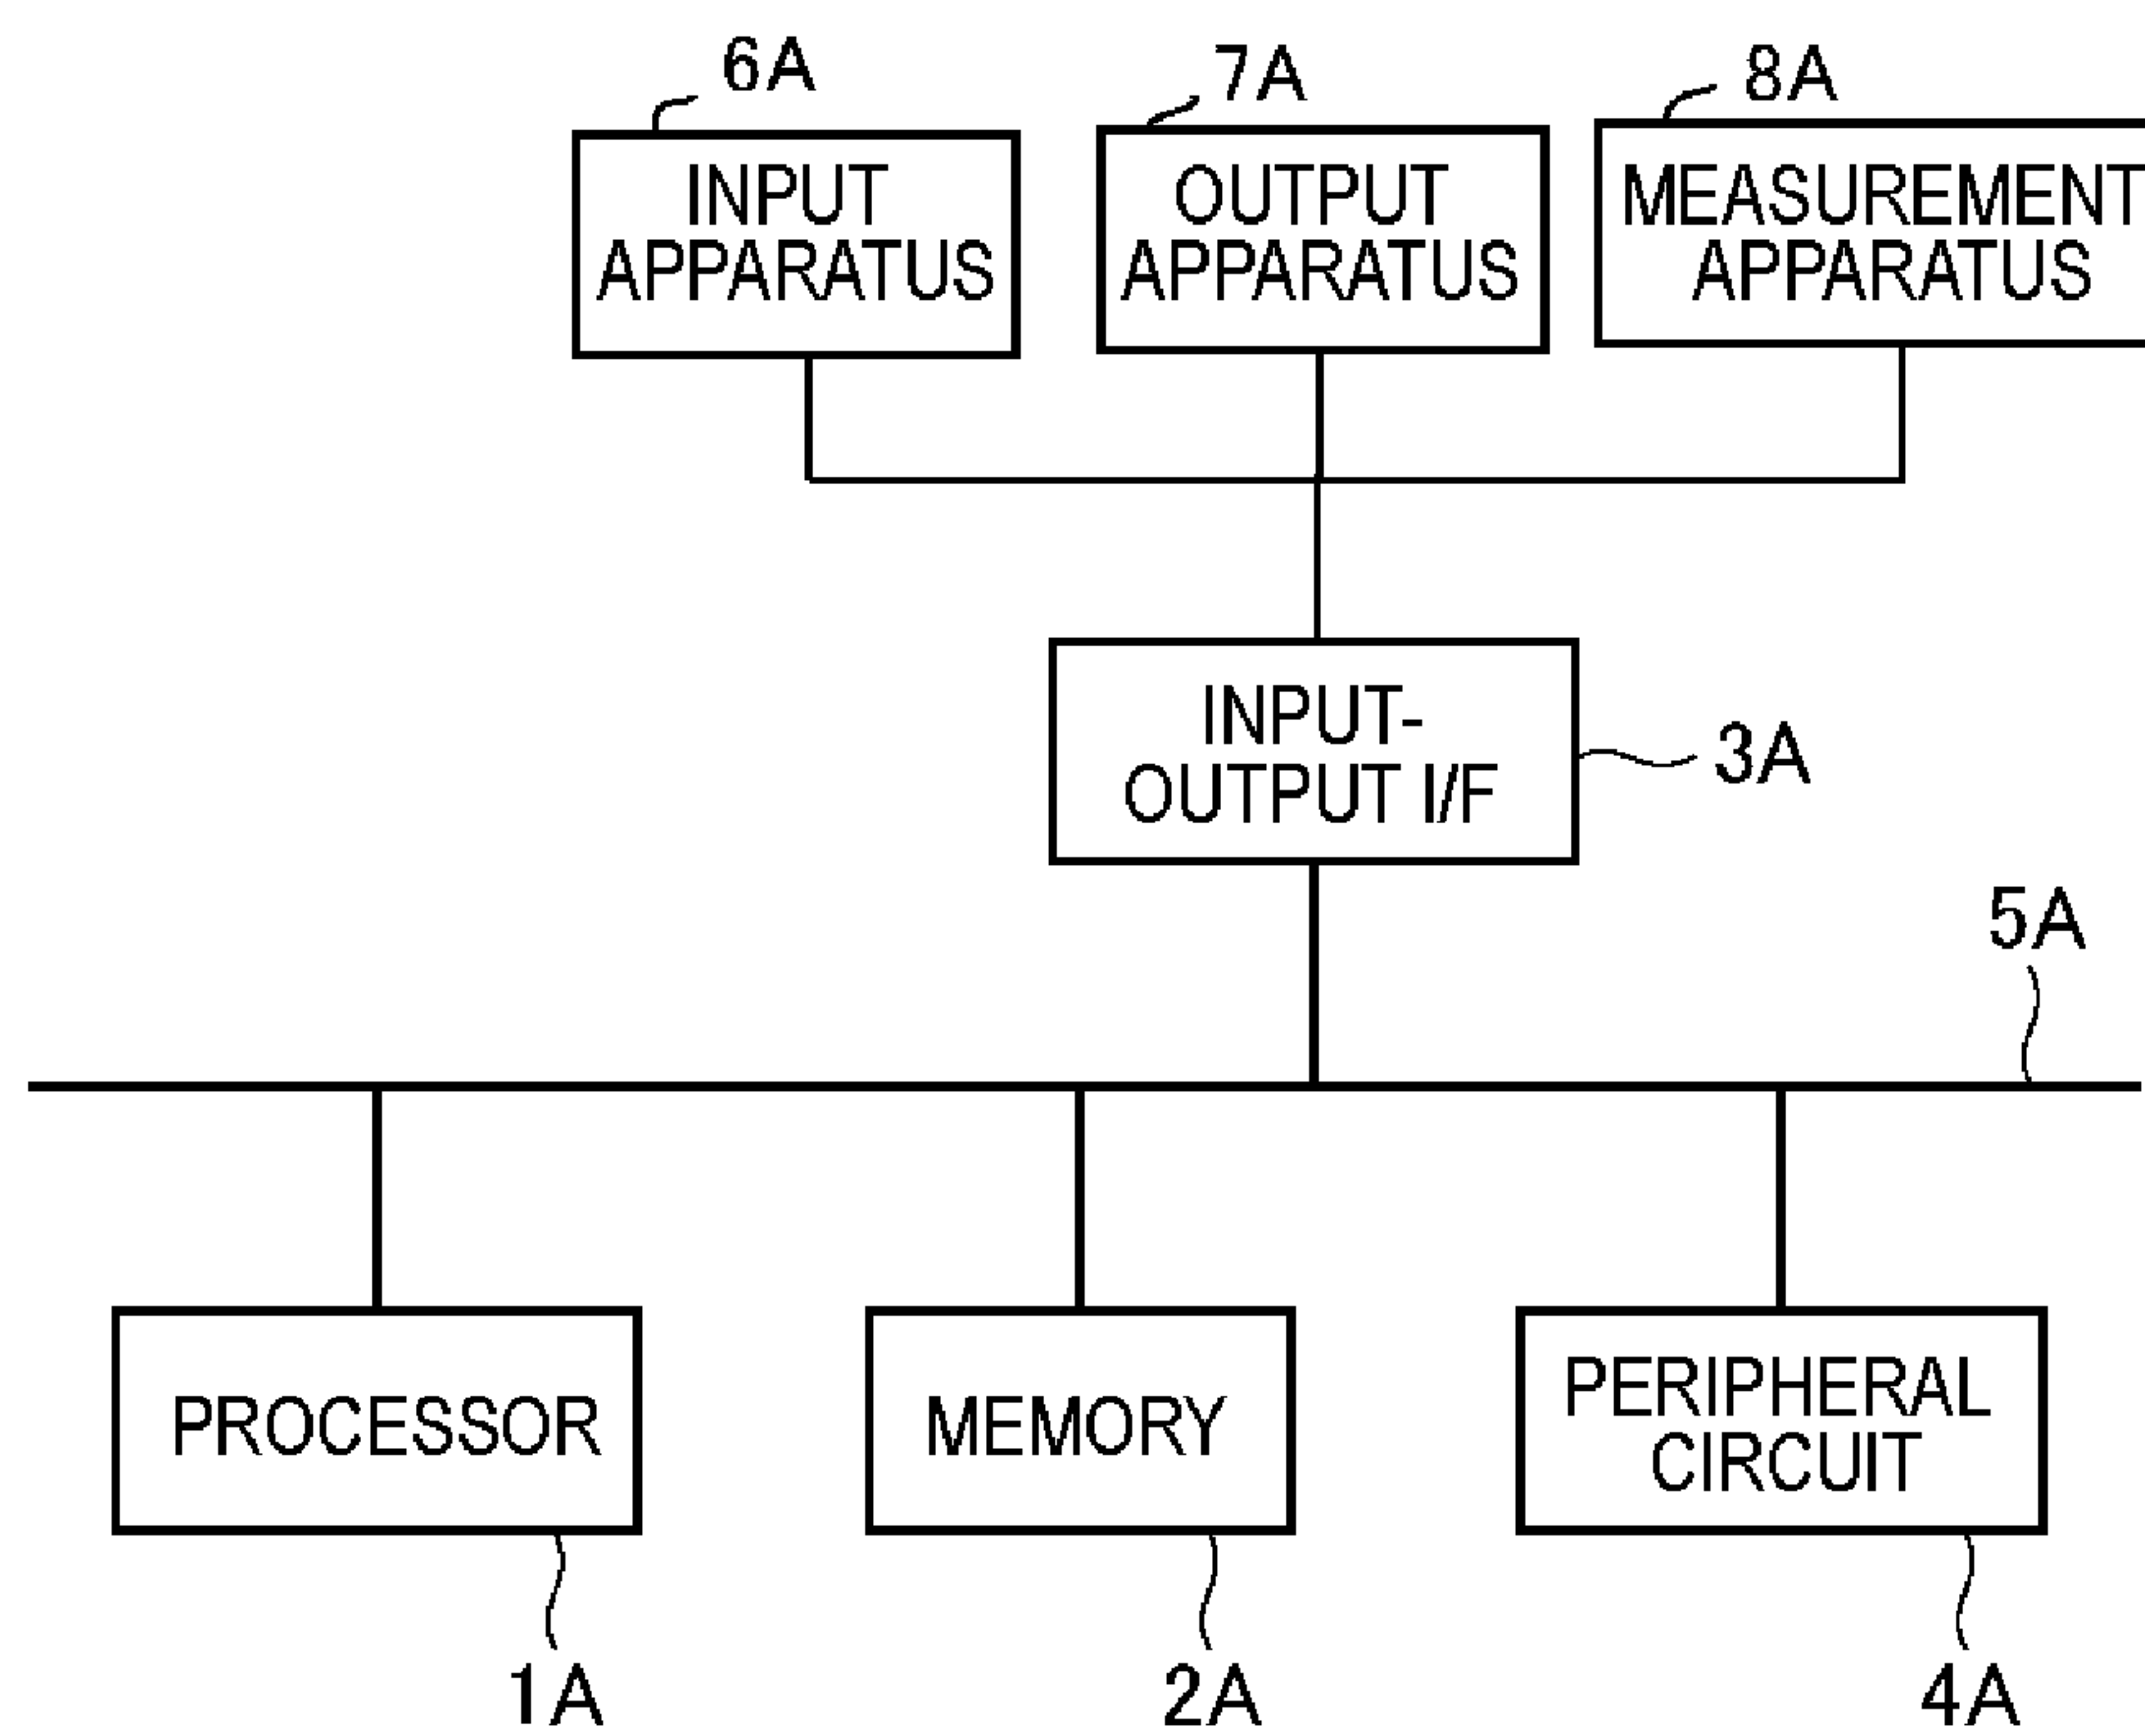 6A
7A
8A
INPUT
APPARATUS
OUTPUT
APPARATUS
MEASUREMENT
APPARATUS
INPUT-
OUTPUT I/F
3A
5A
PROCESSOR
MEMORY
PERIPHERAL
CIRCUIT
1A
2A
4A